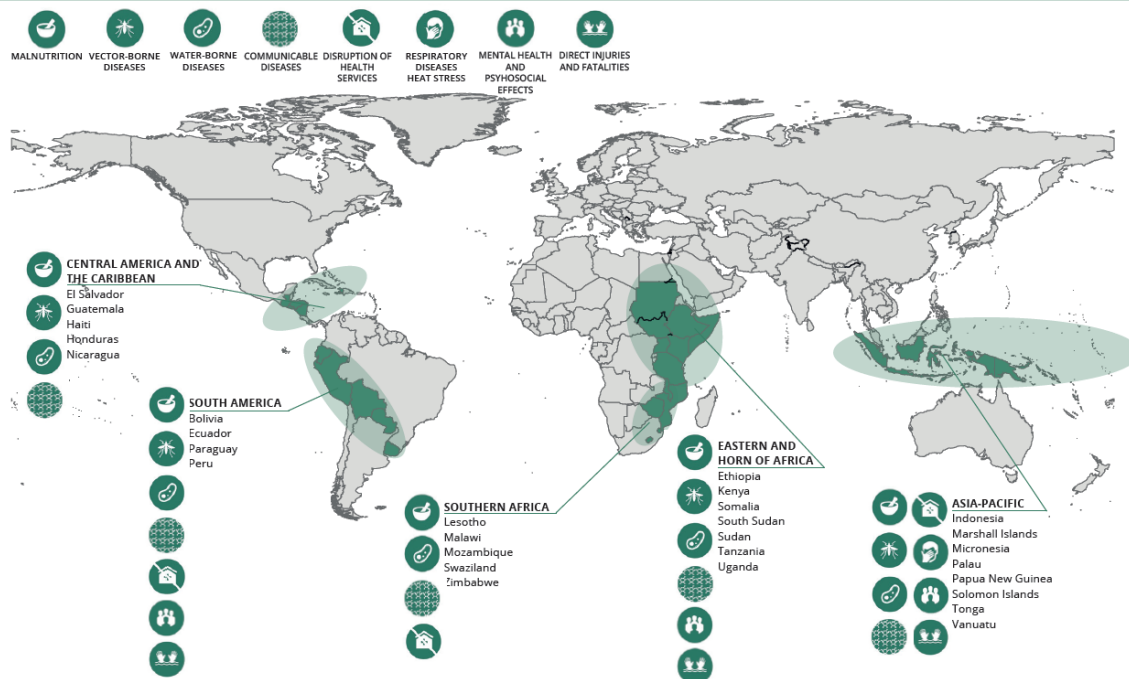 MALNUTRITION
VECTOR-BORNE
DISEASES
WATER-BORNE
DISEASES
COMMUNICABLE
DISEASES
DISRUPTION OF
HEALTH
SERVICES
RESPIRATORY
DISEASES
HEAT STRESS
MENTAL HEALTH
AND
PSYHOSOCIAL
EFFECTS
DIRECT INJURIES
AND FATALITIES
CENTRAL AMERICA AND
THE CARIBBEAN
El Salvador
Guatemala
Haiti
Honduras
Nicaragua
SOUTH AMERICA
Bolivia
Ecuador
Paraguay
Peru
SOUTHERN AFRICA
Lesotho
Malawi
Mozambique
Swaziland
Zimbabwe
EASTERN AND
HORN OF AFRICA
Ethiopia
Kenya
Somalia
South Sudan
Sudan
Tanzania
Uganda
ASIA-PACIFIC
Indonesia
Marshall Islands
Micronesia
Palau
Papua New Guinea
Solomon Islands
Tonga
Vanuatu